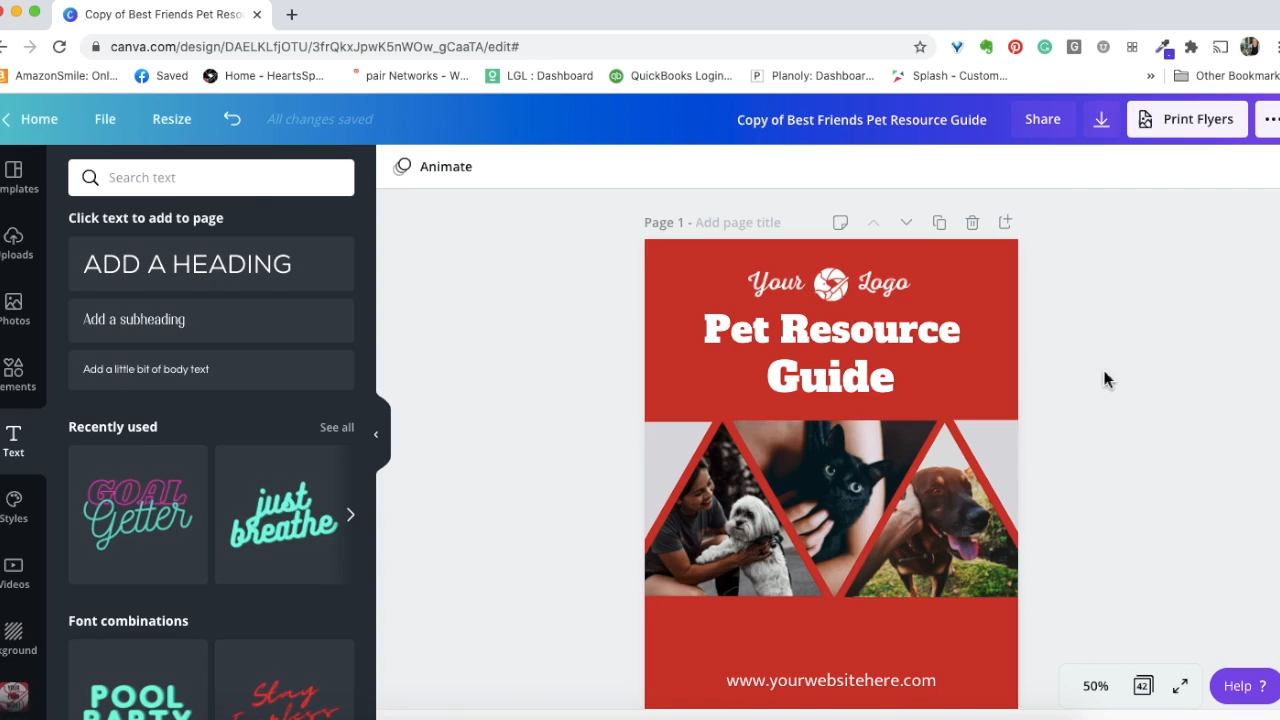 Copy of Best Friends Pet Reso
canva.com/design/DAELKLfjOTU/3frQkxJpwK5nWOw_gCaaTA/edit#
AmazonSmile: Onl...
Saved
Home - HeartsSp...
pair Networks - W...
LGL : Dashboard
QuickBooks Login...
Planoly: Dashboar...
Splash - Custom...
»
Other Bookmark
Home
File
Resize
All changes saved
Copy of Best Friends Pet Resource Guide
Share
Print Flyers
mplates
ploads
Photos
ements
Text
Styles
Videos
kground
Search text
Click text to add to page
ADD A HEADING
Add a subheading
Add a little bit of body text
Recently used
See all
GOAL
Getter
just
breathe
Font combinations
POOL
PARTY
Stay
Animate
Page 1 - Add page title
Your Logo
Pet Resource
Guide
www.yourwebsitehere.com
50%
42
Help ?